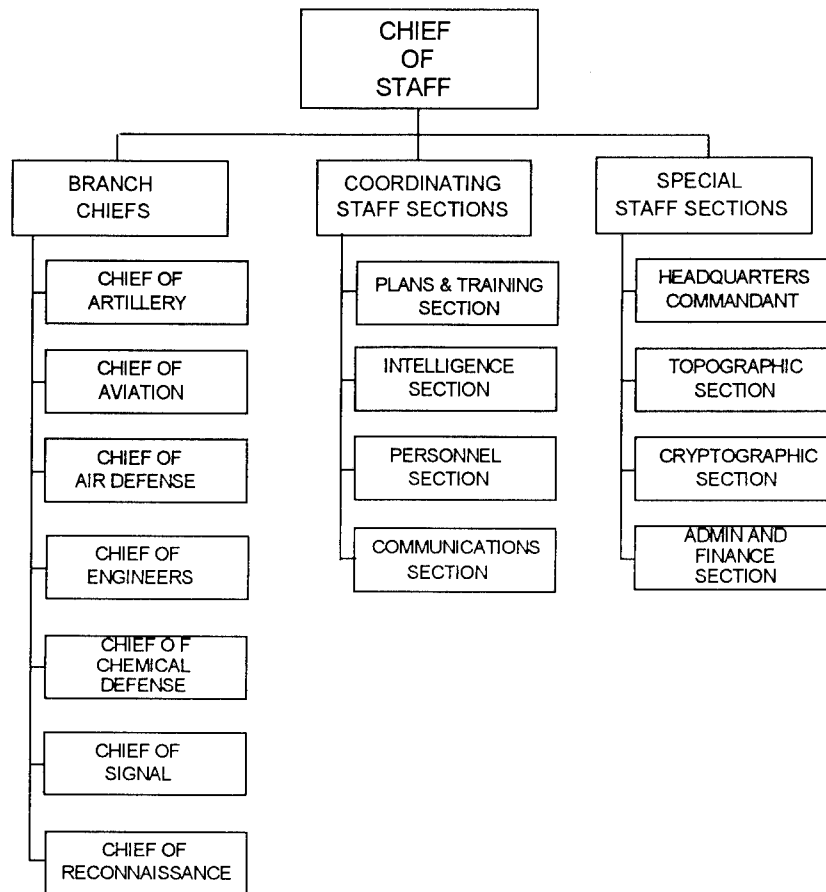 CHIEF
OF
STAFF
BRANCH
CHIEFS
CHIEF OF
ARTILLERY
CHIEF OF
AVIATION
CHIEF OF
AIR DEFENSE
CHIEF OF
ENGINEERS
CHIEF O F
CHEMICAL
DEFENSE
CHIEF OF
SIGNAL
CHIEF OF
RECONNAISSANCE
COORDINATING
STAFF SECTIONS
PLANS & TRAINING
SECTION
INTELLIGENCE
SECTION
PERSONNEL
SECTION
COMMUNICATIONS
SECTION
SPECIAL
STAFF SECTIONS
HEADQUARTERS
COMMANDANT
TOPOGRAPHIC
SECTION
CRYPTOGRAPHIC
SECTION
ADMIN AND
FINANCE
SECTION